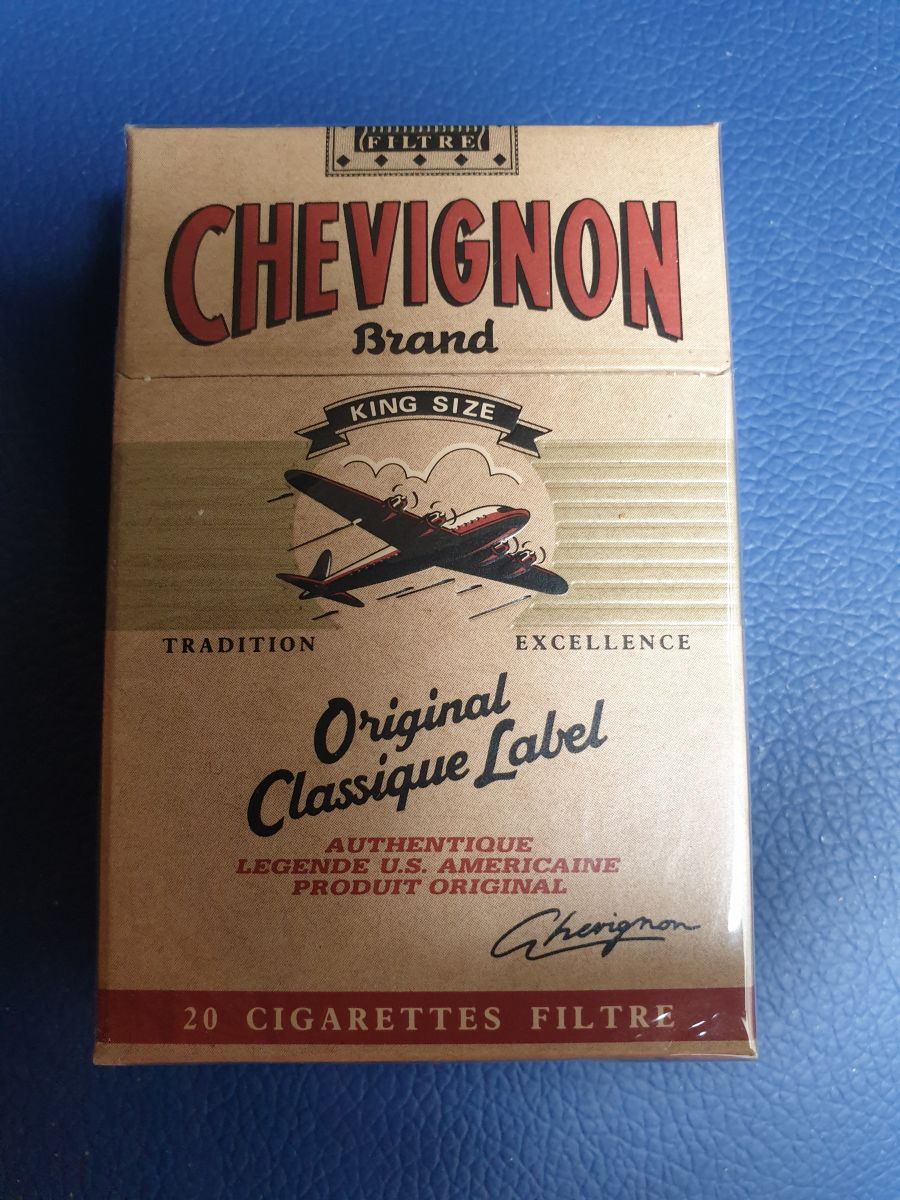 FILTRE
CHEVIGNON
Brand
KING SIZE
TRADITION EXCELLENCE
Original
Classique Label
AUTHENTIQUE
LEGENDE U.S. AMERICAINE
PRODUIT ORIGINAL
Chevignon
20 CIGARETTES FILTRE